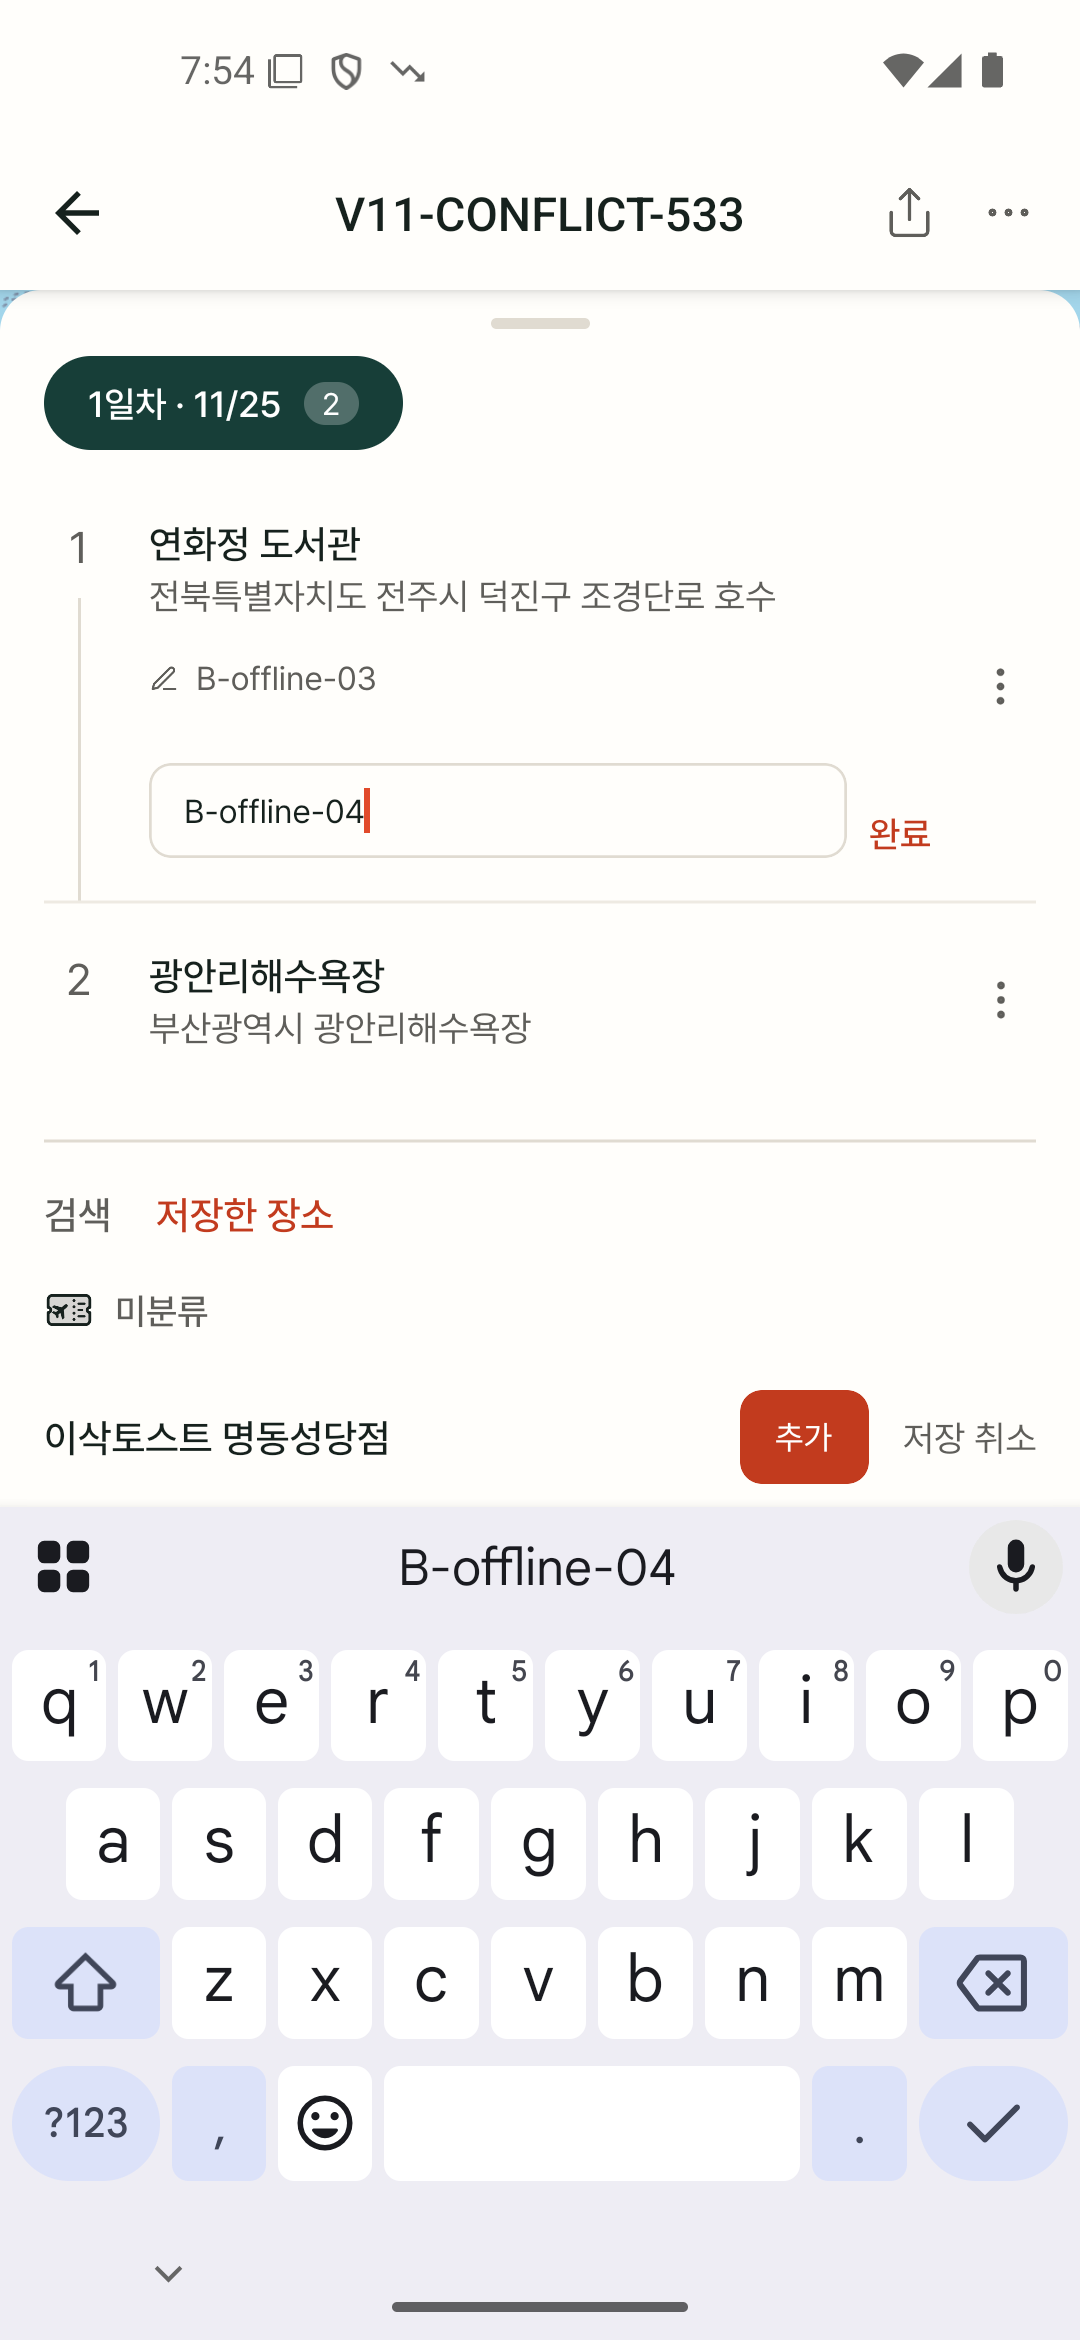 7:54
V11-CONFLICT-533
1일차 · 11/25 2
1 연화정 도서관
전북특별자치도 전주시 덕진구 조경단로 호수
B-offline-03
B-offline-04
완료
2 광안리해수욕장
부산광역시 광안리해수욕장
검색 저장한 장소
미분류
이삭토스트 명동성당점 추가 저장 취소
B-offline-04
q1 w2 e3 r4 t5 y6 u7 i8 o9 p0
a s d f g h j k l
z x c v b n m
?123 , .